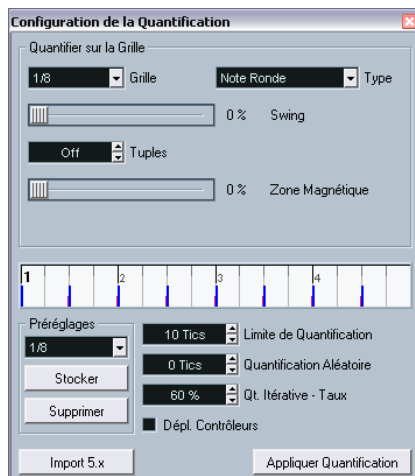 Configuration de la Quantification
Quantifier sur la Grille
1/8 Grille Note Ronde Type
0 % Swing
Off Tuples
0 % Zone Magnétique
1 2 3 4
Préréglages
1/8
Stocker
Supprimer
10 Tics Limite de Quantification
0 Tics Quantification Aléatoire
60 % Qt. Itérative - Taux
Dépl. Contrôleurs
Import 5.x Appliquer Quantification